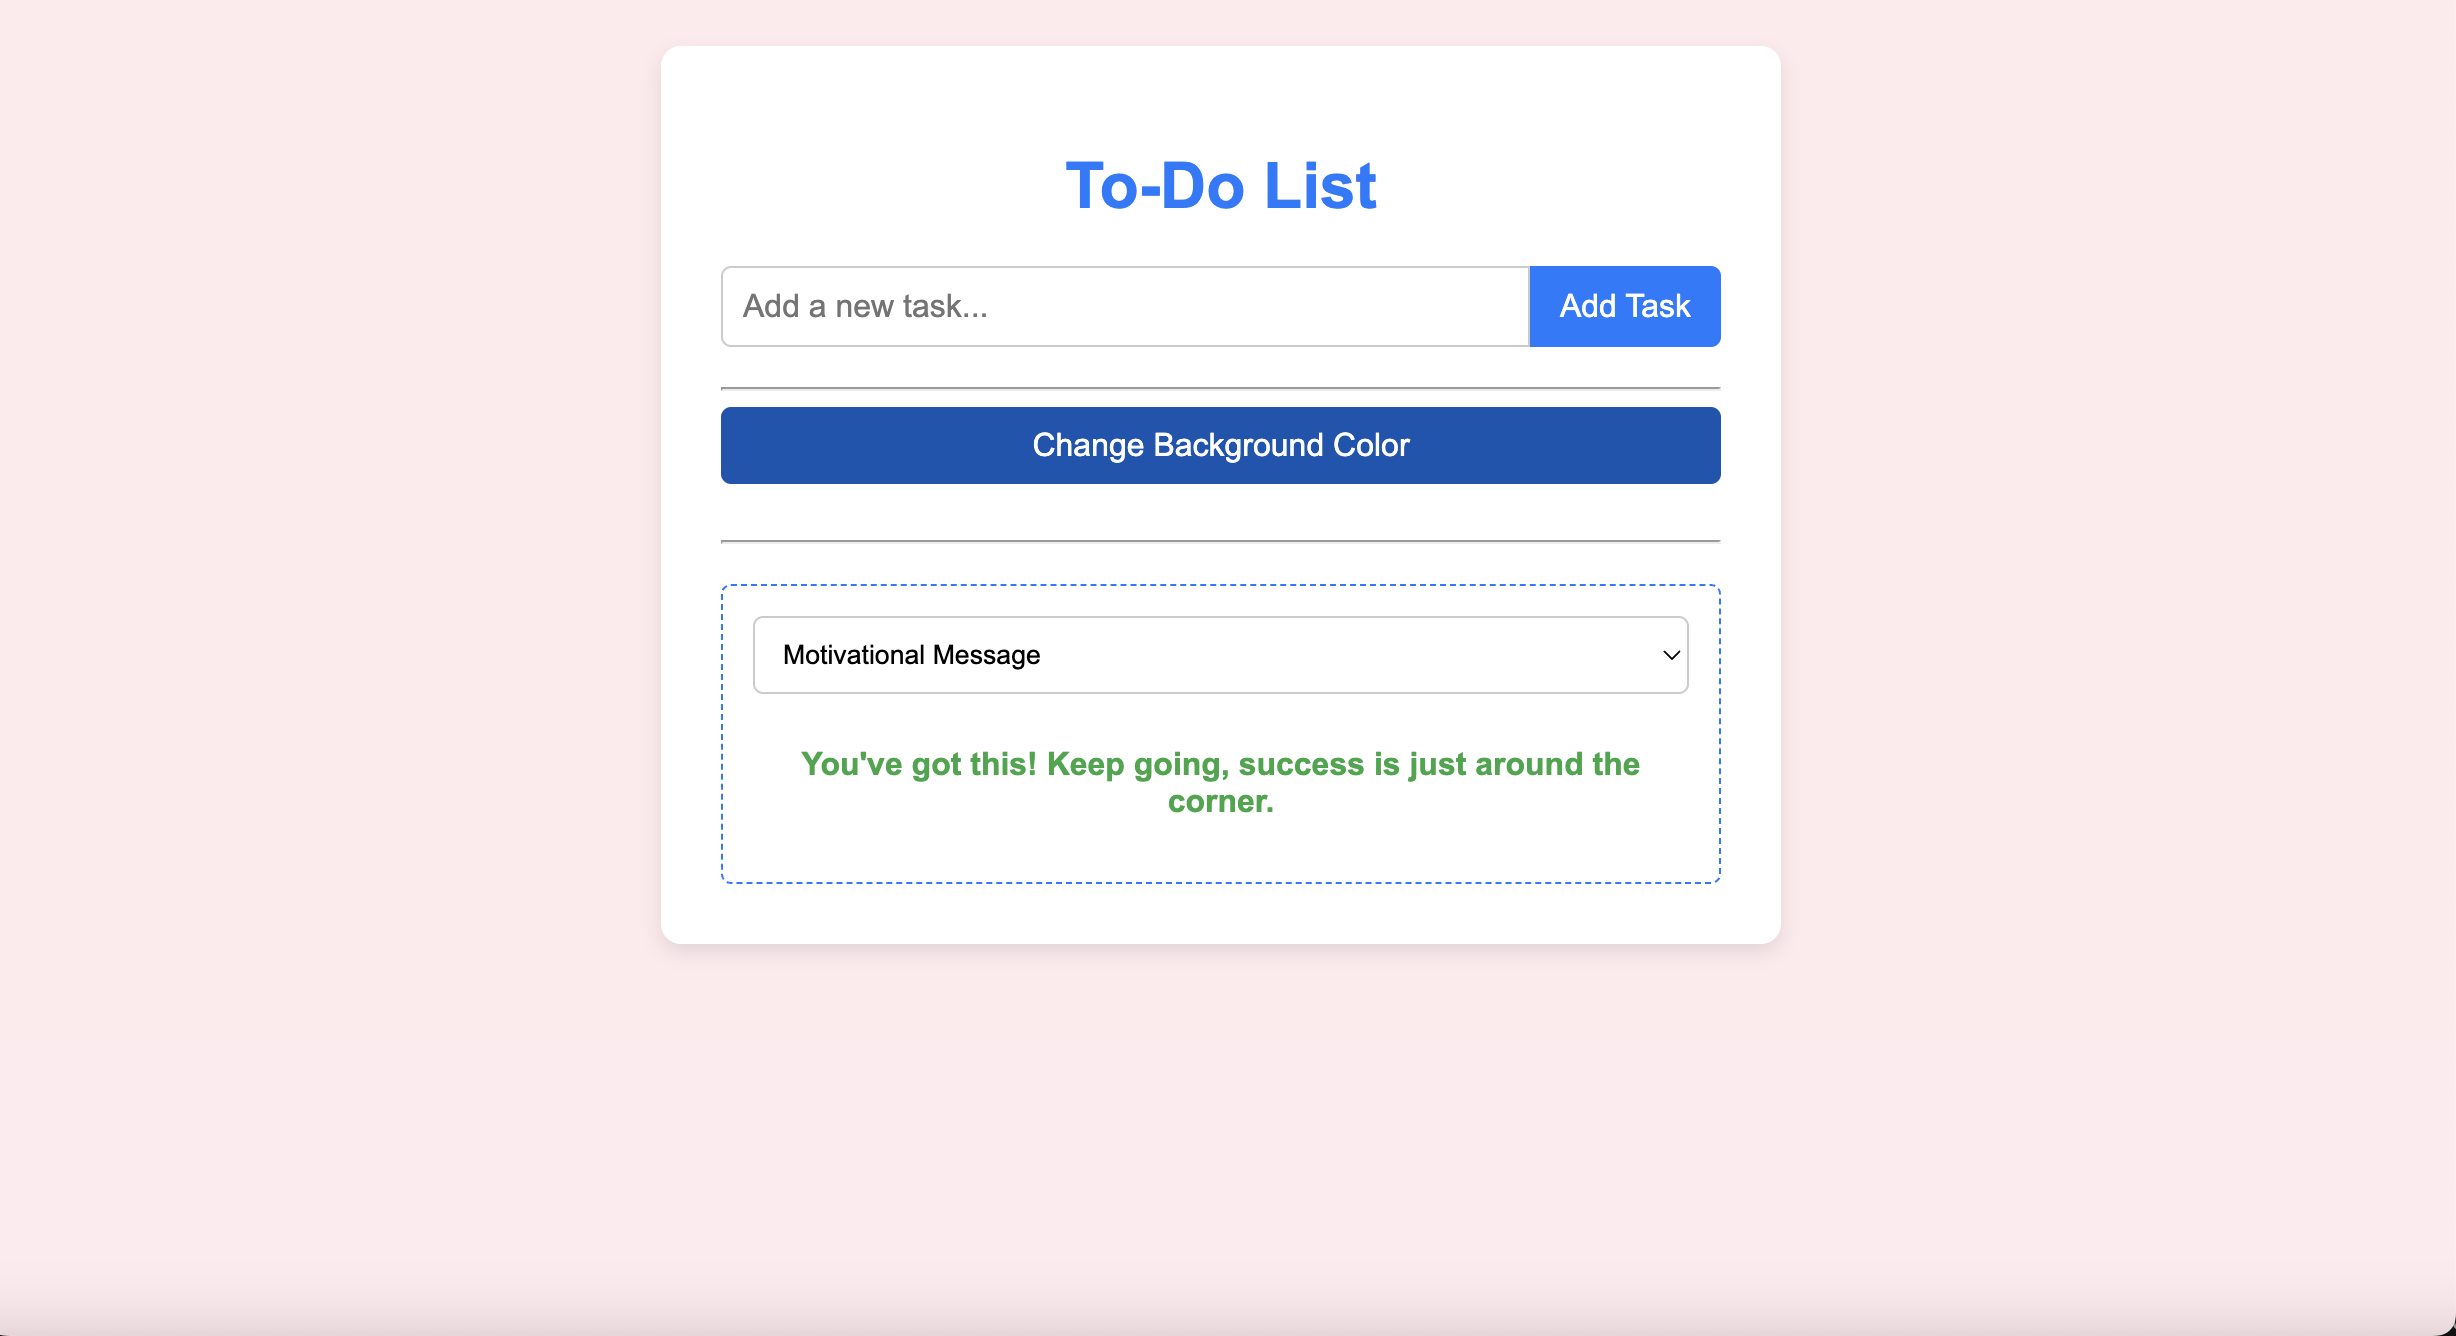 To-Do List
Add a new task...
Add Task
Change Background Color
Motivational Message
You've got this! Keep going, success is just around the
corner.